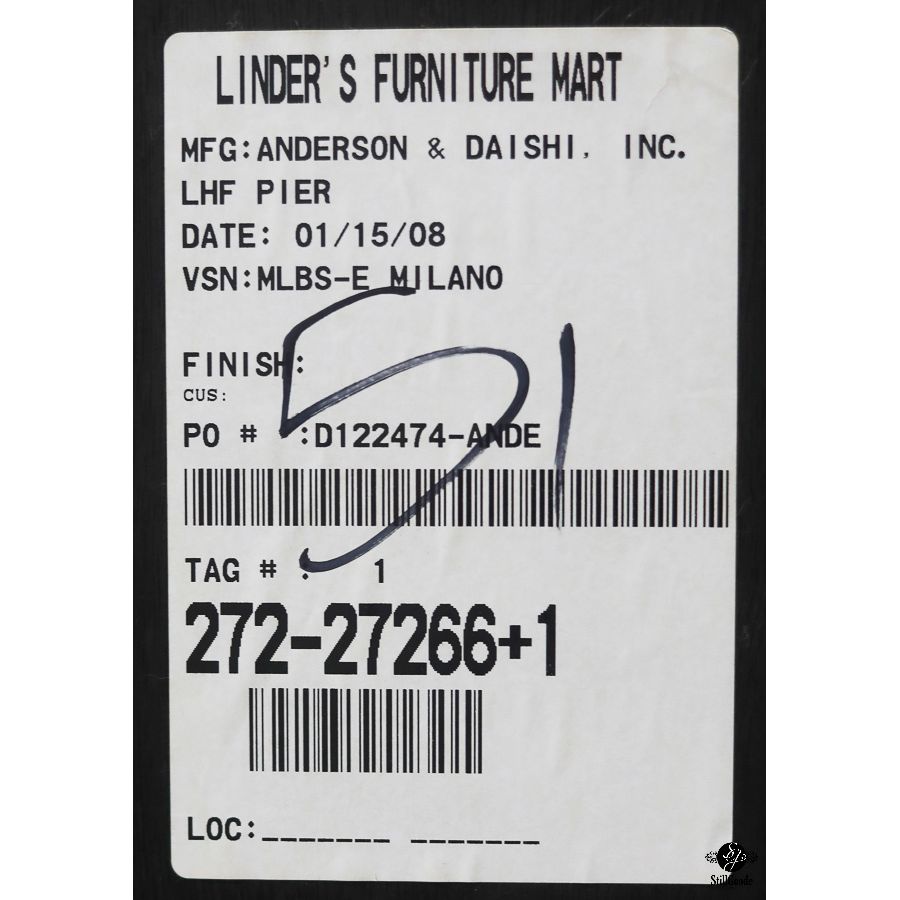 LINDER'S FURNITURE MART
MFG:ANDERSON & DAISHI, INC.
LHF PIER
DATE: 01/15/08
VSN:MLBS-E MILANO
FINISH:
CUS:
PO # :D122474-ANDE
51
TAG # : 1
272-27266+1
LOC:_______ _______
StillGoode